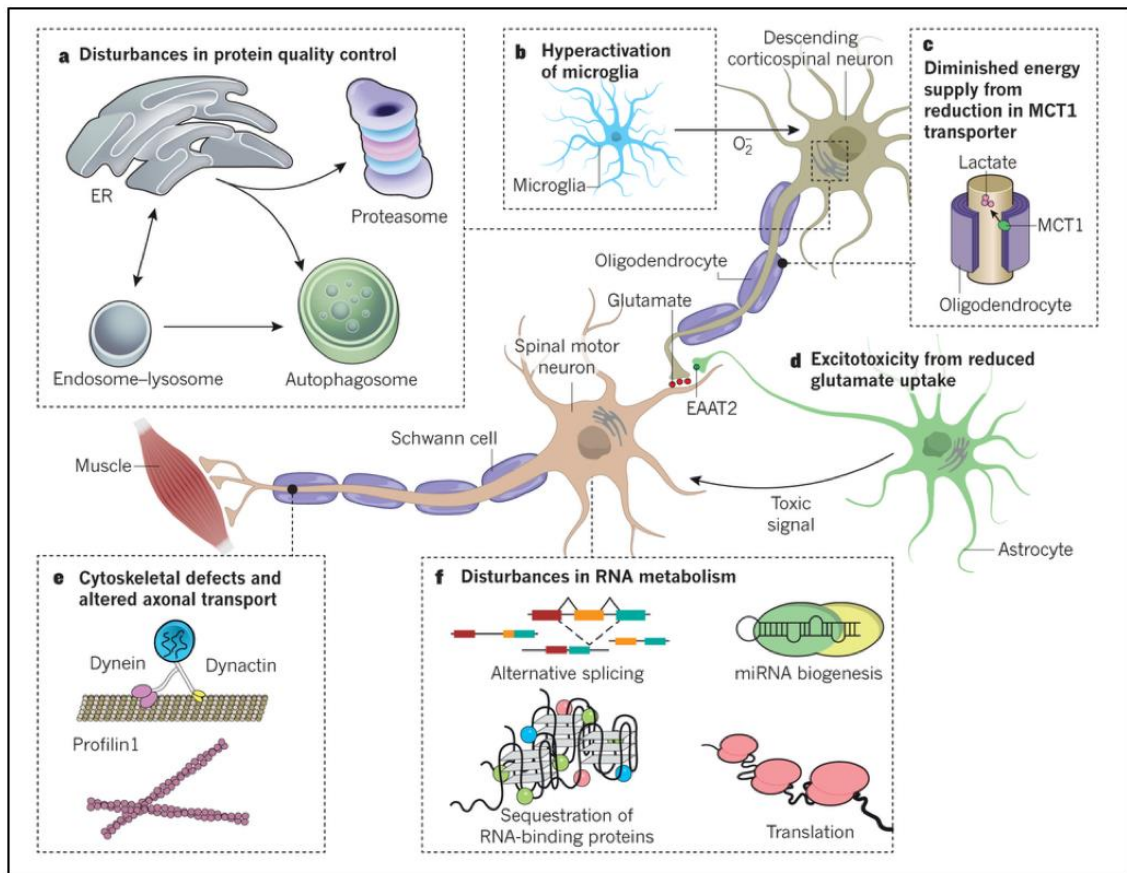 a Disturbances in protein quality control
ER
Proteasome
Endosome–lysosome
Autophagosome
b Hyperactivation
of microglia
Microglia
O₂⁻
Descending
corticospinal neuron
c
Diminished energy
supply from
reduction in MCT1
transporter
Lactate
MCT1
Oligodendrocyte
Oligodendrocyte
Glutamate
Spinal motor
neuron
EAAT2
d Excitotoxicity from reduced
glutamate uptake
Schwann cell
Muscle
Toxic
signal
Astrocyte
e Cytoskeletal defects and
altered axonal transport
Dynein
Dynactin
Profilin1
f Disturbances in RNA metabolism
Alternative splicing
miRNA biogenesis
Sequestration of
RNA-binding proteins
Translation